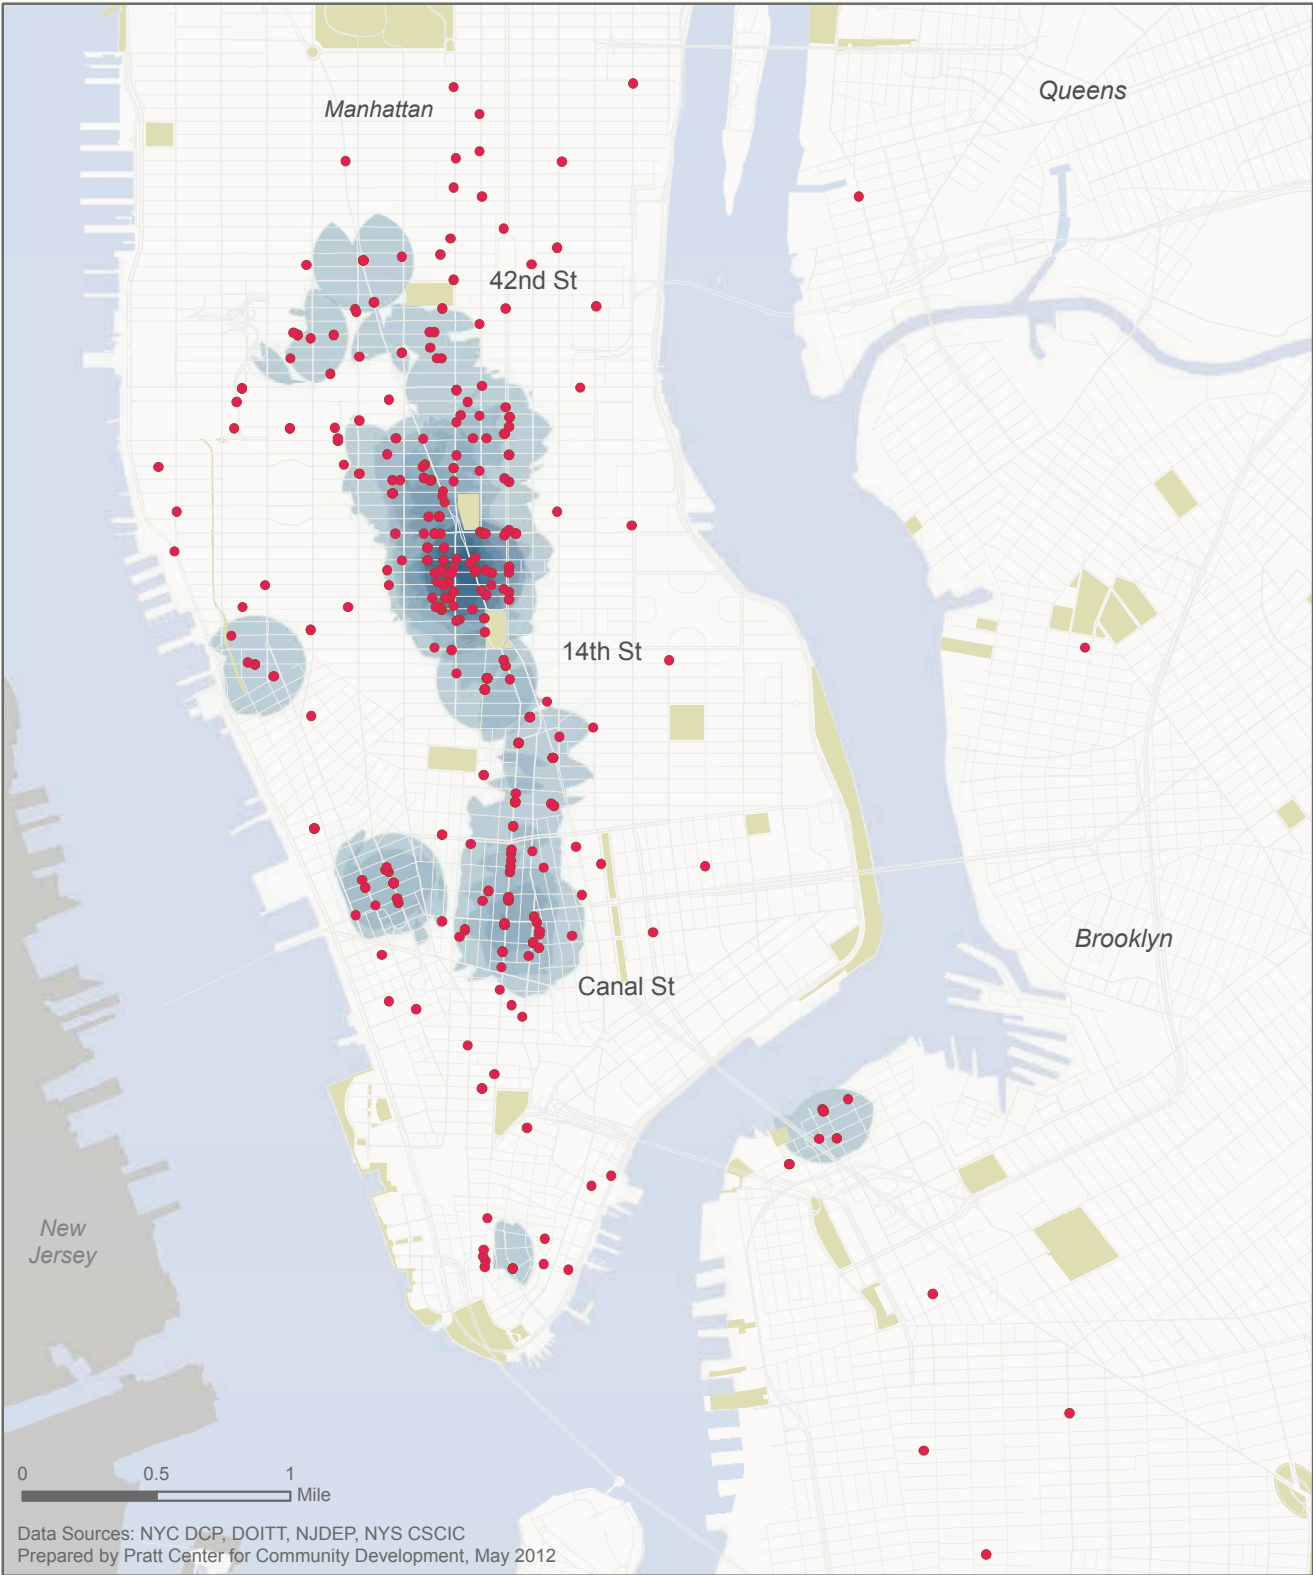 Queens
Manhattan
42nd St
14th St
Brooklyn
Canal St
New
Jersey
0 0.5 1
Mile
Data Sources: NYC DCP, DOITT, NJDEP, NYS CSCIC
Prepared by Pratt Center for Community Development, May 2012